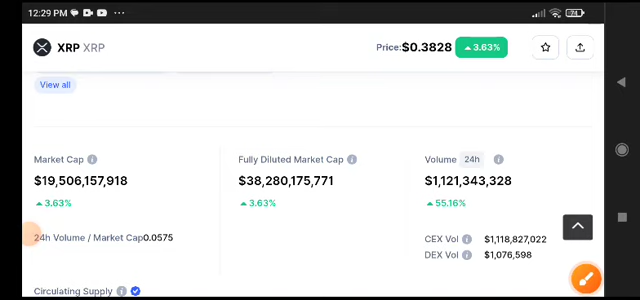 12:29 PM
74
XRP XRP
Price:$0.3828
3.63%
View all
Market Cap
Fully Diluted Market Cap
Volume 24h
$19,506,157,918
$38,280,175,771
$1,121,343,328
3.63%
3.63%
55.16%
24h Volume / Market Cap0.0575
CEX Vol $1,118,827,022
DEX Vol $1,076,598
Circulating Supply